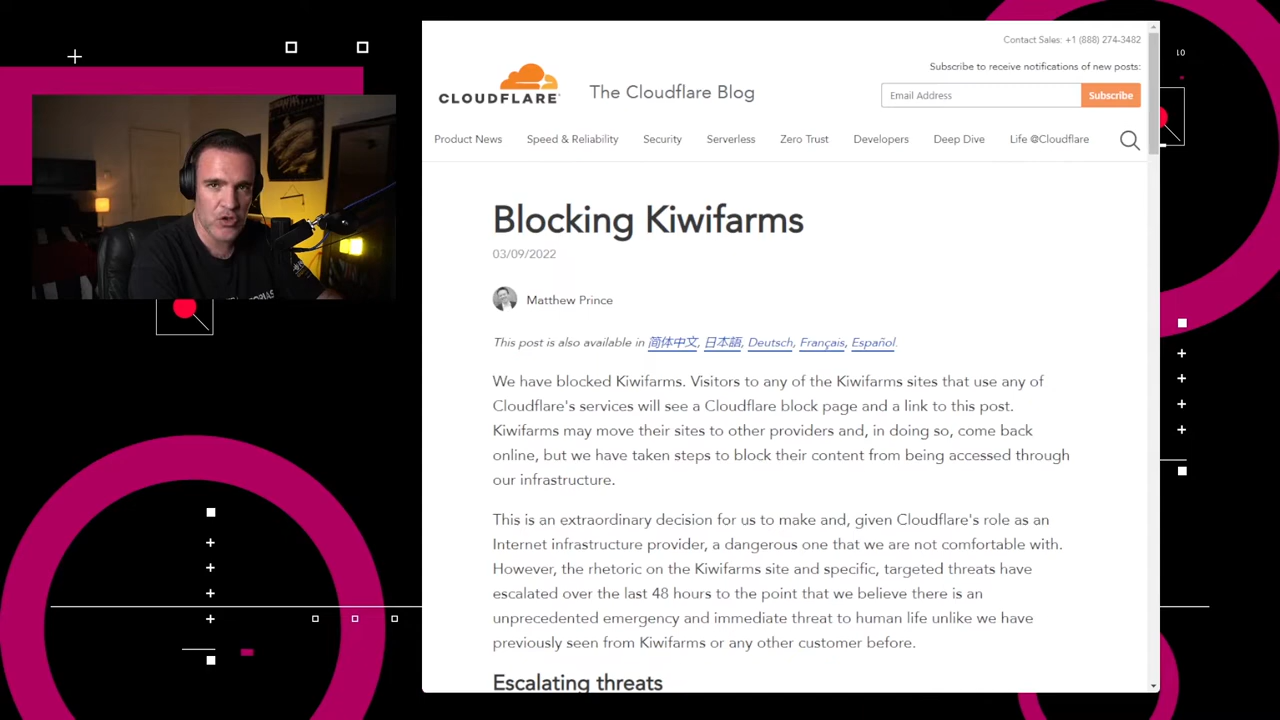 Contact Sales: +1 (888) 274-3482
Subscribe to receive notifications of new posts:
CLOUDFLARE
The Cloudflare Blog
Email Address
Subscribe
Product News Speed & Reliability Security Serverless Zero Trust Developers Deep Dive Life @Cloudflare
Blocking Kiwifarms
03/09/2022
Matthew Prince
This post is also available in 简体中文, 日本語, Deutsch, Français, Español.
We have blocked Kiwifarms. Visitors to any of the Kiwifarms sites that use any of
Cloudflare's services will see a Cloudflare block page and a link to this post.
Kiwifarms may move their sites to other providers and, in doing so, come back
online, but we have taken steps to block their content from being accessed through
our infrastructure.
This is an extraordinary decision for us to make and, given Cloudflare's role as an
Internet infrastructure provider, a dangerous one that we are not comfortable with.
However, the rhetoric on the Kiwifarms site and specific, targeted threats have
escalated over the last 48 hours to the point that we believe there is an
unprecedented emergency and immediate threat to human life unlike we have
previously seen from Kiwifarms or any other customer before.
Escalating threats